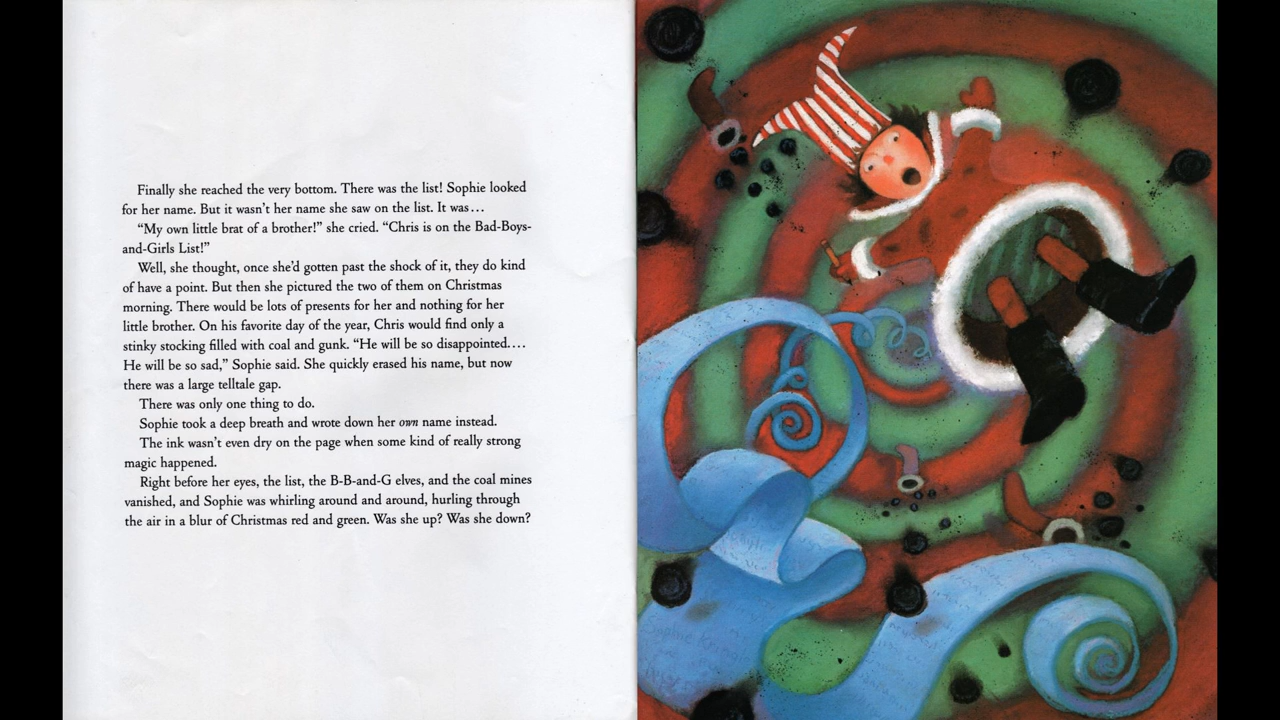 Finally she reached the very bottom. There was the list! Sophie looked
for her name. But it wasn't her name she saw on the list. It was...
"My own little brat of a brother!" she cried. "Chris is on the Bad-Boys-
and-Girls List!"
Well, she thought, once she'd gotten past the shock of it, they do kind
of have a point. But then she pictured the two of them on Christmas
morning. There would be lots of presents for her and nothing for her
little brother. On his favorite day of the year, Chris would find only a
stinky stocking filled with coal and gunk. "He will be so disappointed....
He will be so sad," Sophie said. She quickly erased his name, but now
there was a large telltale gap.
There was only one thing to do.
Sophie took a deep breath and wrote down her own name instead.
The ink wasn't even dry on the page when some kind of really strong
magic happened.
Right before her eyes, the list, the B-B-and-G elves, and the coal mines
vanished, and Sophie was whirling around and around, hurling through
the air in a blur of Christmas red and green. Was she up? Was she down?
Sophie